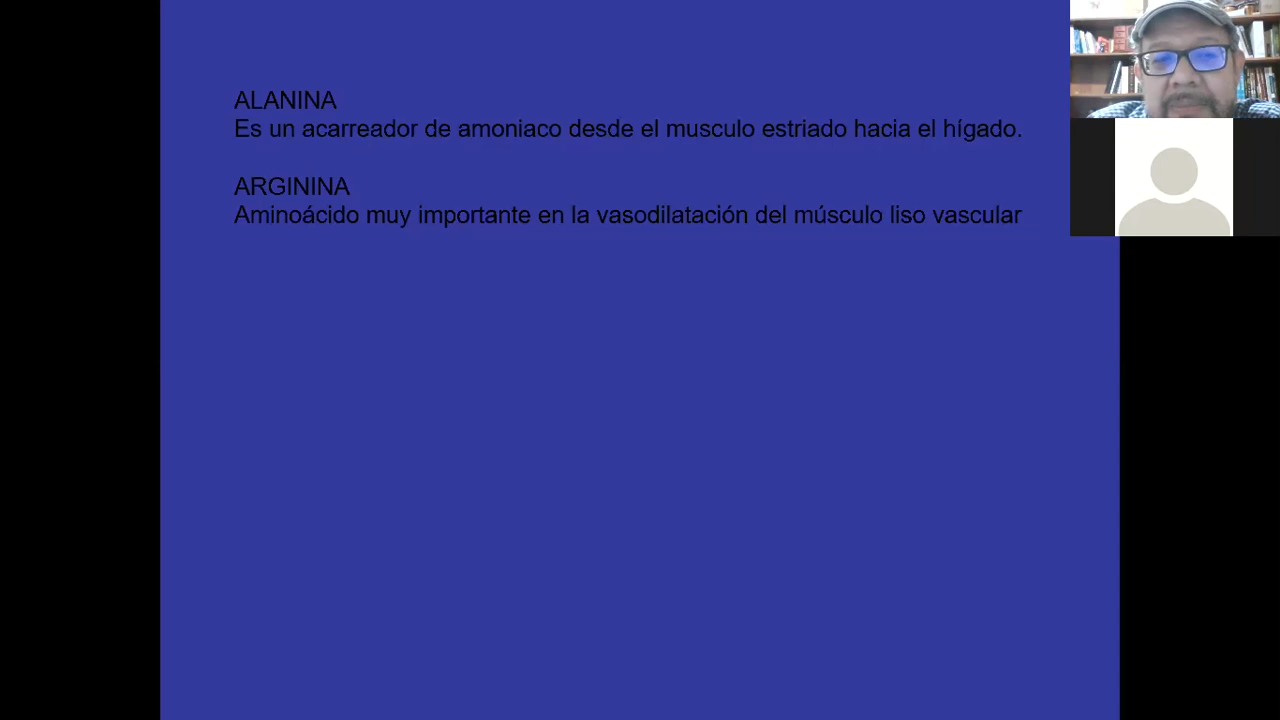 ALANINA
Es un acarreador de amoniaco desde el musculo estriado hacia el hígado.
ARGININA
Aminoácido muy importante en la vasodilatación del músculo liso vascular